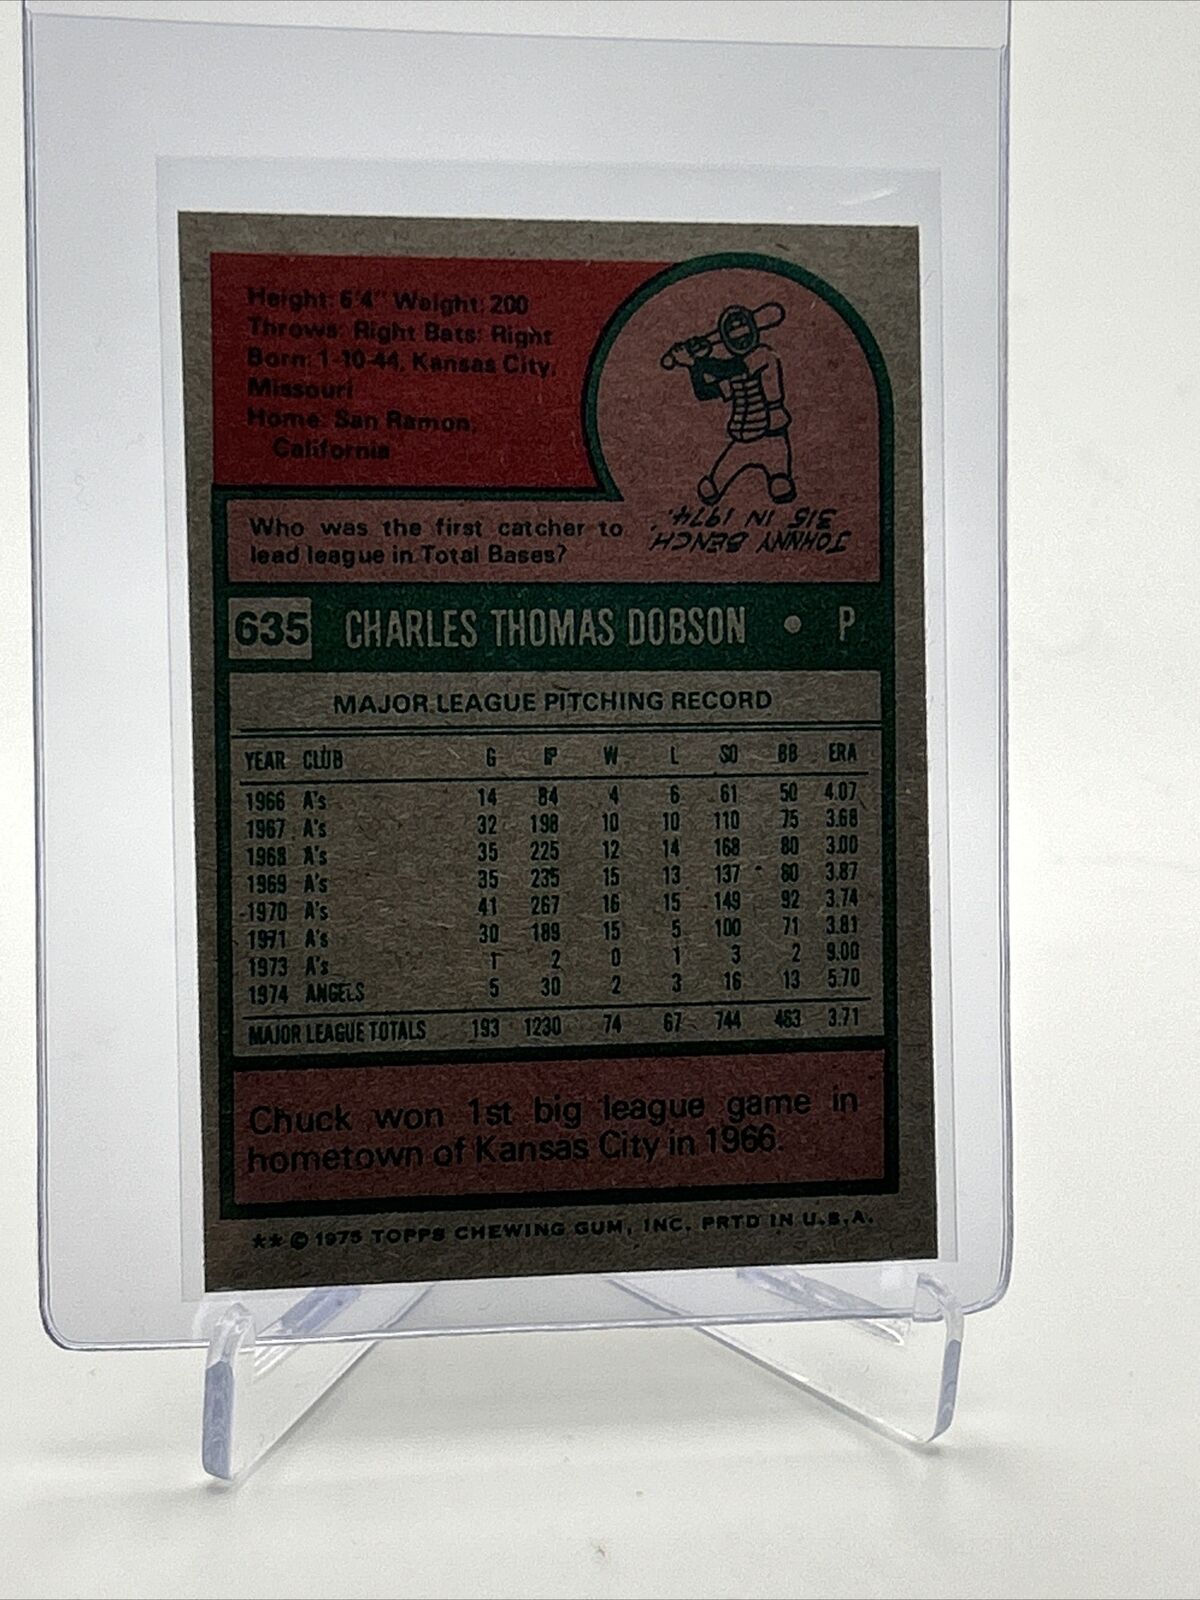 Height: 6'4" Weight: 200
Throws: Right Bats: Right
Born: 1-10-44, Kansas City,
Missouri
Home: San Ramon,
California
Who was the first catcher to
lead league in Total Bases?
JOHNNY BENCH,
315 IN 1974.
635 CHARLES THOMAS DOBSON • P
MAJOR LEAGUE PITCHING RECORD
YEAR CLUB G IP W L SO BB ERA
1966 A's 14 84 4 6 61 50 4.07
1967 A's 32 198 10 10 110 75 3.68
1968 A's 35 225 12 14 168 80 3.00
1969 A's 35 235 15 13 137 80 3.87
1970 A's 41 267 16 15 149 92 3.74
1971 A's 30 189 15 5 100 71 3.81
1973 A's 1 2 0 1 3 2 9.00
1974 ANGELS 5 30 2 3 16 13 5.70
MAJOR LEAGUE TOTALS 193 1230 74 67 744 463 3.71
Chuck won 1st big league game in
hometown of Kansas City in 1966.
** © 1975 TOPPS CHEWING GUM, INC. PRTD IN U.S.A.